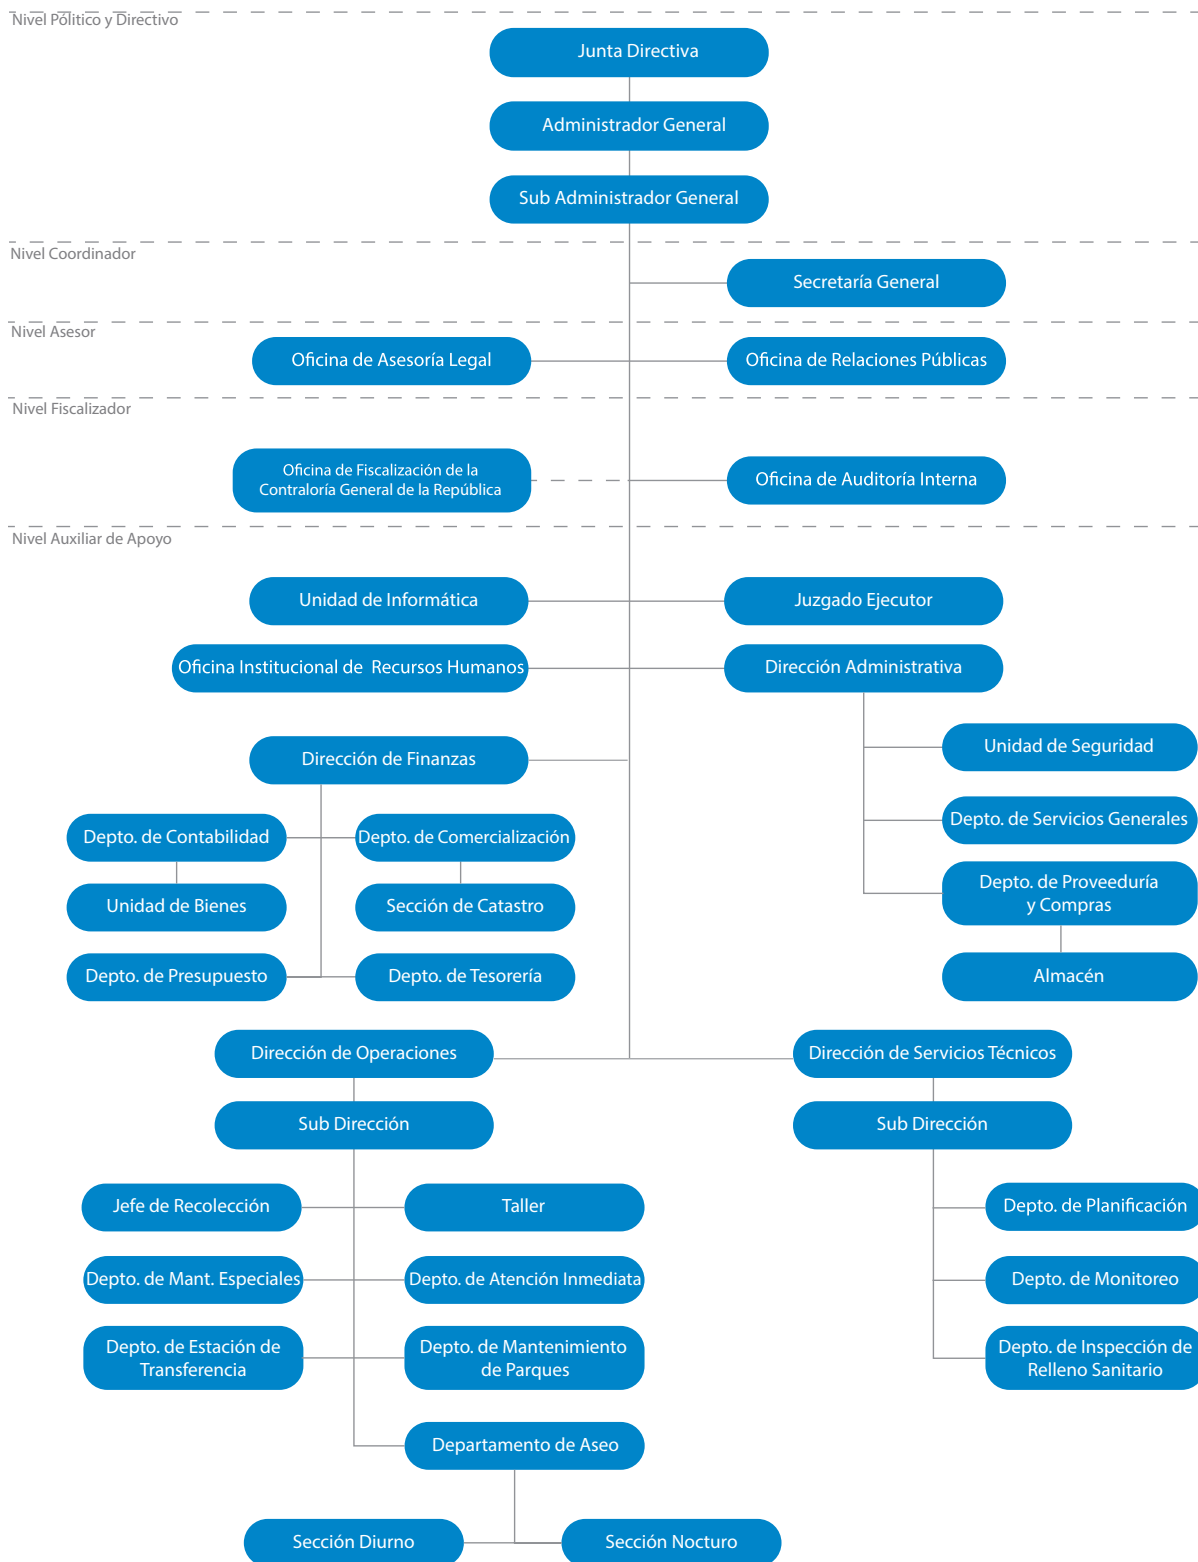 Nivel Pólitico y Directivo
Junta Directiva
Administrador General
Sub Administrador General
Nivel Coordinador
Secretaría General
Nivel Asesor
Oficina de Asesoría Legal
Oficina de Relaciones Públicas
Nivel Fiscalizador
Oficina de Fiscalización de la
Contraloría General de la República
Oficina de Auditoría Interna
Nivel Auxiliar de Apoyo
Unidad de Informática
Juzgado Ejecutor
Oficina Institucional de Recursos Humanos
Dirección Administrativa
Unidad de Seguridad
Dirección de Finanzas
Depto. de Servicios Generales
Depto. de Contabilidad
Depto. de Comercialización
Depto. de Proveeduría
y Compras
Unidad de Bienes
Sección de Catastro
Depto. de Presupuesto
Depto. de Tesorería
Almacén
Dirección de Operaciones
Dirección de Servicios Técnicos
Sub Dirección
Sub Dirección
Jefe de Recolección
Taller
Depto. de Planificación
Depto. de Mant. Especiales
Depto. de Atención Inmediata
Depto. de Monitoreo
Depto. de Estación de
Transferencia
Depto. de Mantenimiento
de Parques
Depto. de Inspección de
Relleno Sanitario
Departamento de Aseo
Sección Diurno
Sección Nocturo